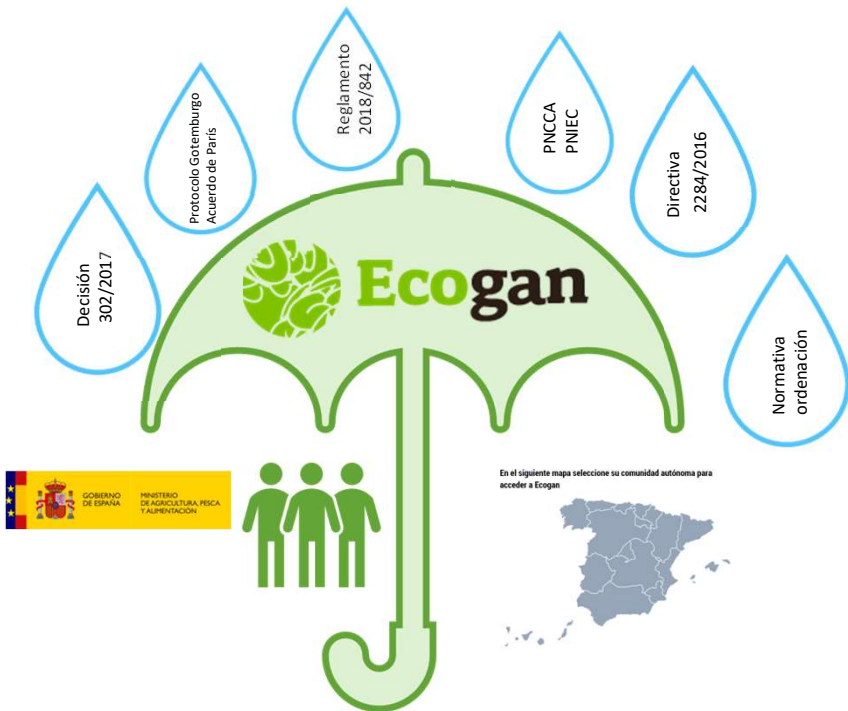 Decisión
302/2017
Protocolo Gotemburgo
Acuerdo de París
Reglamento
2018/842
PNCCA
PNIEC
Directiva
2284/2016
Normativa
ordenación
Ecogan
GOBIERNO
DE ESPAÑA
MINISTERIO
DE AGRICULTURA, PESCA
Y ALIMENTACIÓN
En el siguiente mapa seleccione su comunidad autónoma para
acceder a Ecogan